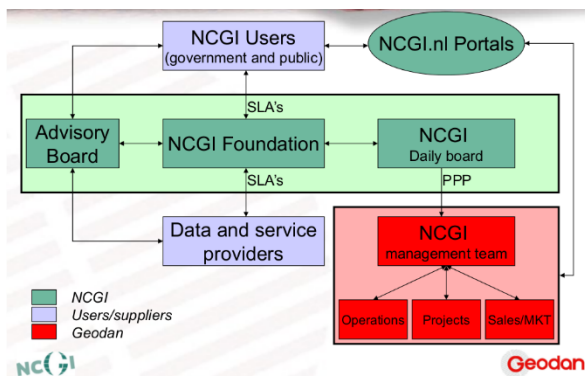 NCGI Users
(government and public)
NCGI.nl Portals
SLA's
Advisory
Board
NCGI Foundation
NCGI
Daily board
SLA's
PPP
Data and service
providers
NCGI
management team
Operations
Projects
Sales/MKT
NCGI
Users/suppliers
Geodan
NCGI
Geodan